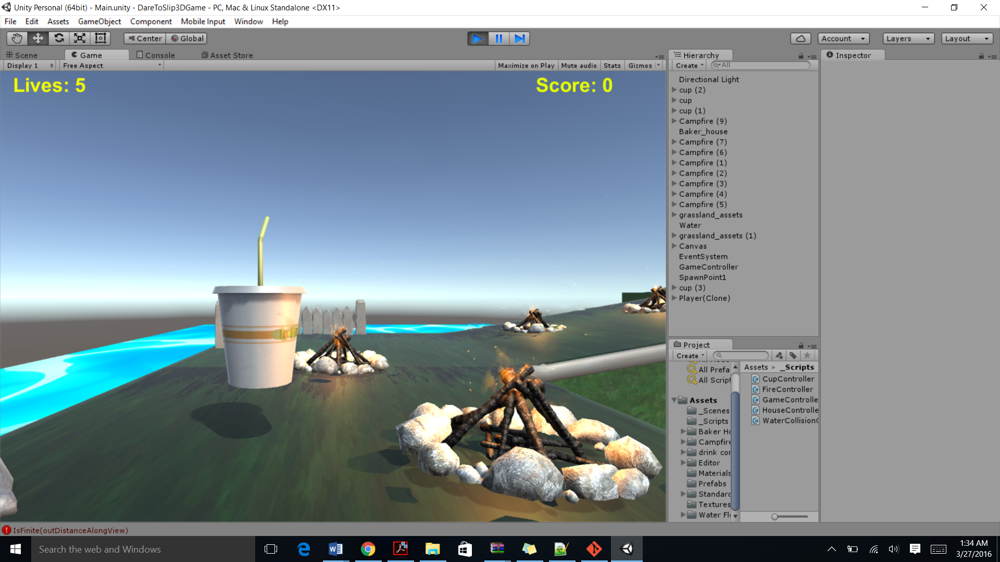 Unity Personal (64bit) - Main.unity - DareToSlip3DGame - PC, Mac & Linux Standalone <DX11>
File Edit Assets GameObject Component Mobile Input Window Help
Center Global Account Layers Layout
Scene Game Console Asset Store
Display 1 Free Aspect Maximize on Play Mute audio Stats Gizmos
Lives: 5 Score: 0
Hierarchy
Create All
Directional Light
cup (2)
cup
cup (1)
Campfire (9)
Baker_house
Campfire (7)
Campfire (6)
Campfire (1)
Campfire (2)
Campfire (3)
Campfire (4)
Campfire (5)
grassland_assets
Water
grassland_assets (1)
Canvas
EventSystem
GameController
SpawnPoint1
cup (3)
Player(Clone)
Inspector
Project
Create
All Prefa
All Script
Assets
_Scenes
_Scripts
Baker Ho
Campfire
drink con
Editor
Materials
Prefabs
Standard
Textures
Water Fl
Assets _Scripts
CupController
FireController
GameControlle
HouseControlle
WaterCollisionC
IsFinite(outDistanceAlongView)
Search the web and Windows
1:34 AM
3/27/2016